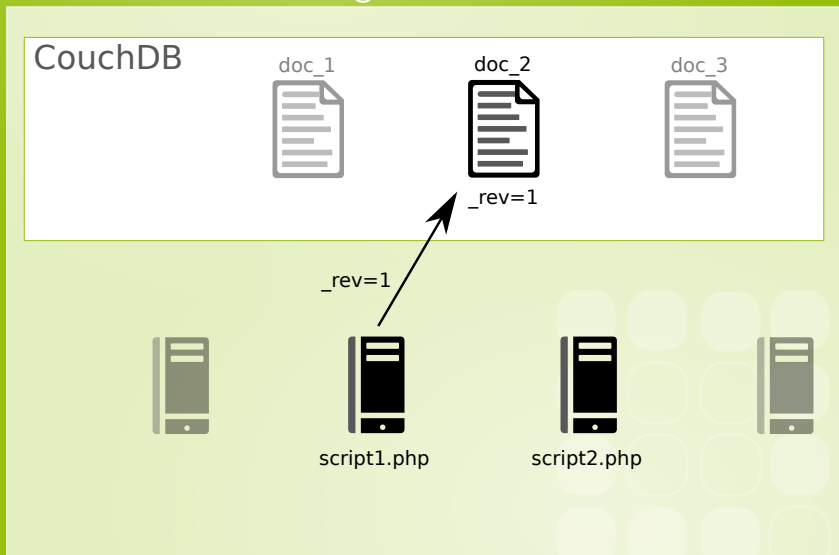 CouchDB
doc_1
doc_2
doc_3
_rev=1
_rev=1
script1.php
script2.php